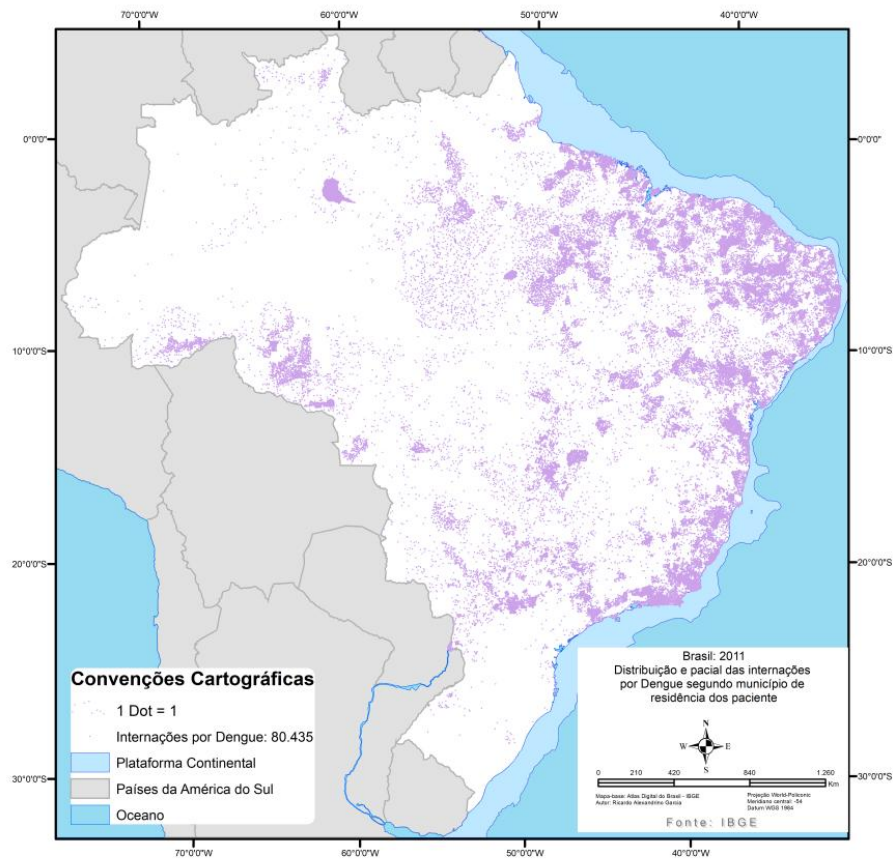 70°0'0"W 60°0'0"W 50°0'0"W 40°0'0"W
0°0'0" 0°0'0"
10°0'0"S 10°0'0"S
20°0'0"S 20°0'0"S
30°0'0"S 30°0'0"S
Convenções Cartográficas
1 Dot = 1
Internações por Dengue: 80.435
Plataforma Continental
Países da América do Sul
Oceano
Brasil: 2011
Distribuição e pacial das internações
por Dengue segundo município de
residência dos paciente
N
W E
S
0 210 420 840 1.260
Km
Mapa-base: Atlas Digital do Brasil - IBGE
Autor: Ricardo Alexandrino Garcia
Projeção World-Policonic
Meridiano central: -54
Datum WGS 1984
Fonte: IBGE
70°0'0"W 60°0'0"W 50°0'0"W 40°0'0"W